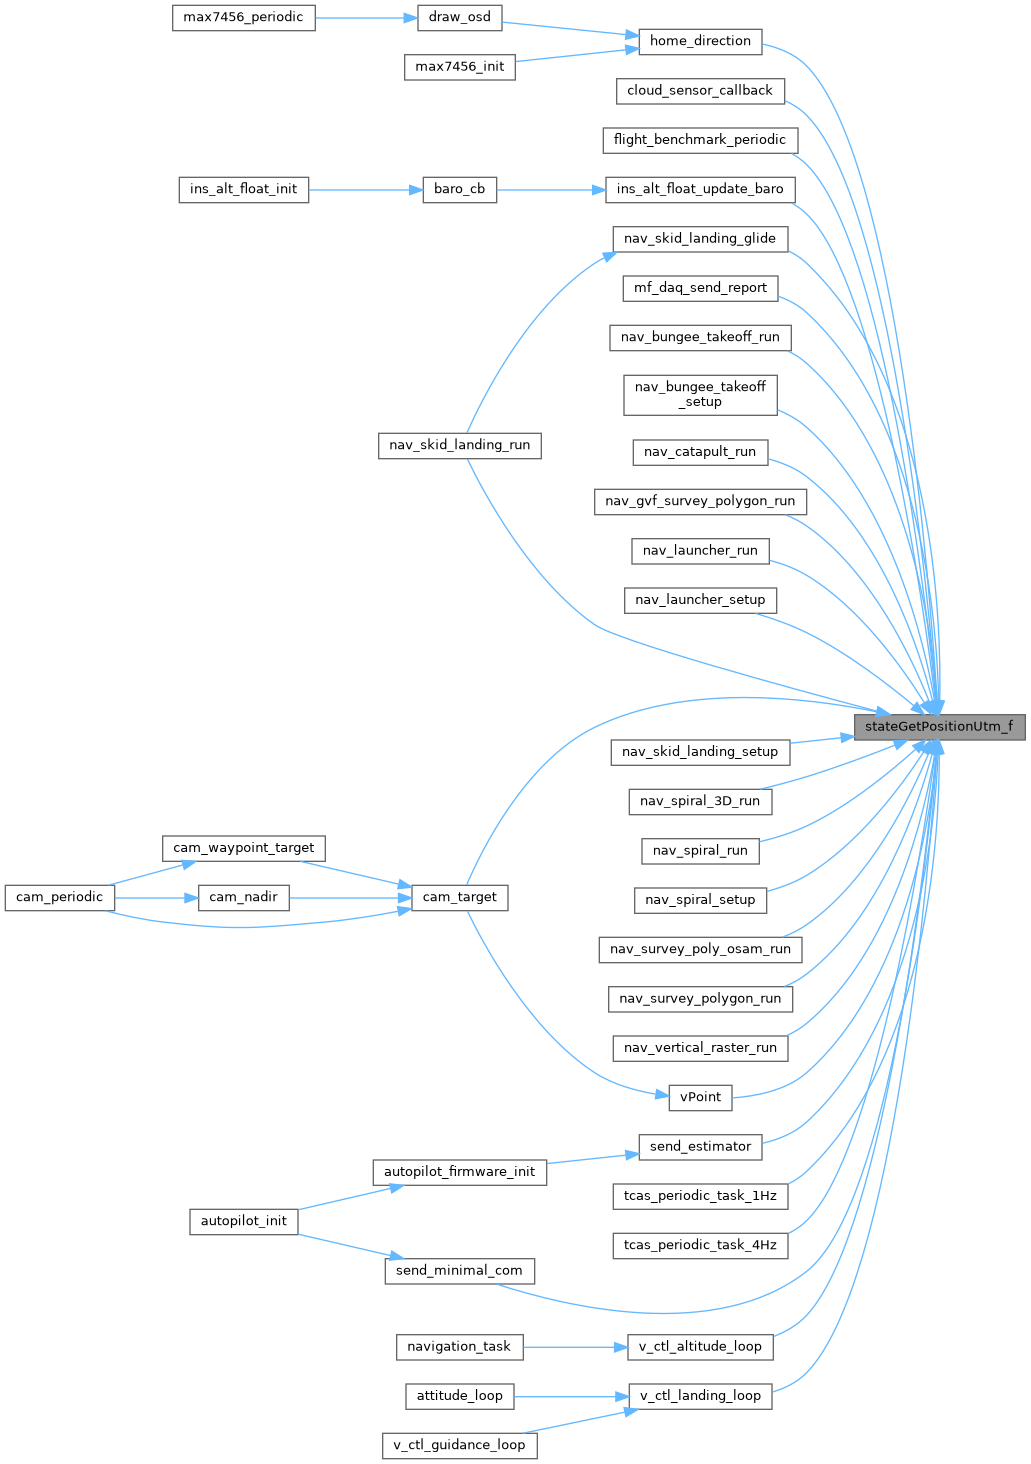 max7456_periodic
draw_osd
home_direction
max7456_init
cloud_sensor_callback
flight_benchmark_periodic
ins_alt_float_init
baro_cb
ins_alt_float_update_baro
nav_skid_landing_glide
mf_daq_send_report
nav_bungee_takeoff_run
nav_bungee_takeoff
_setup
nav_skid_landing_run
nav_catapult_run
nav_gvf_survey_polygon_run
nav_launcher_run
nav_launcher_setup
stateGetPositionUtm_f
nav_skid_landing_setup
nav_spiral_3D_run
cam_waypoint_target
nav_spiral_run
cam_periodic
cam_nadir
cam_target
nav_spiral_setup
nav_survey_poly_osam_run
nav_survey_polygon_run
nav_vertical_raster_run
vPoint
send_estimator
autopilot_firmware_init
tcas_periodic_task_1Hz
autopilot_init
tcas_periodic_task_4Hz
send_minimal_com
navigation_task
v_ctl_altitude_loop
attitude_loop
v_ctl_landing_loop
v_ctl_guidance_loop